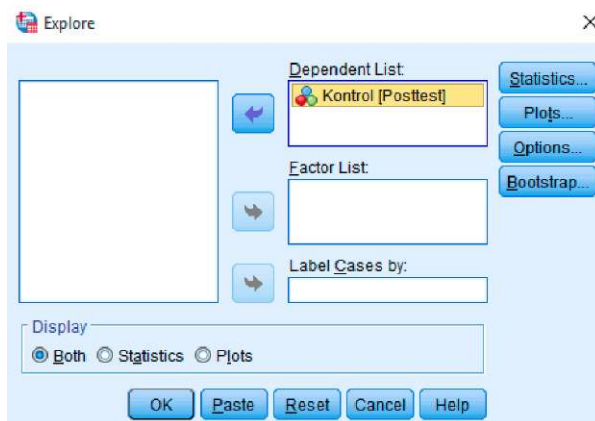 Explore
Dependent List:
Kontrol [Posttest]
Statistics...
Plots...
Options...
Bootstrap...
Factor List:
Label Cases by:
Display
Both Statistics Plots
OK Paste Reset Cancel Help